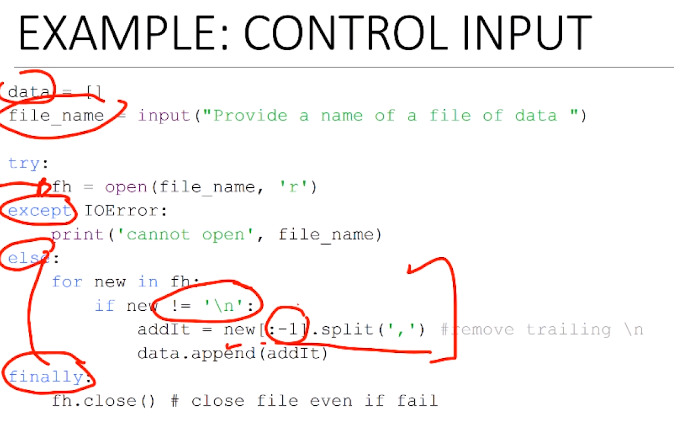 EXAMPLE: CONTROL INPUT
data = []
file_name = input("Provide a name of a file of data ")
try:
fh = open(file_name, 'r')
except IOError:
print('cannot open', file_name)
else:
for new in fh:
if new != '\n':
addIt = new[:-1].split(',') #remove trailing \n
data.append(addIt)
finally:
fh.close() # close file even if fail